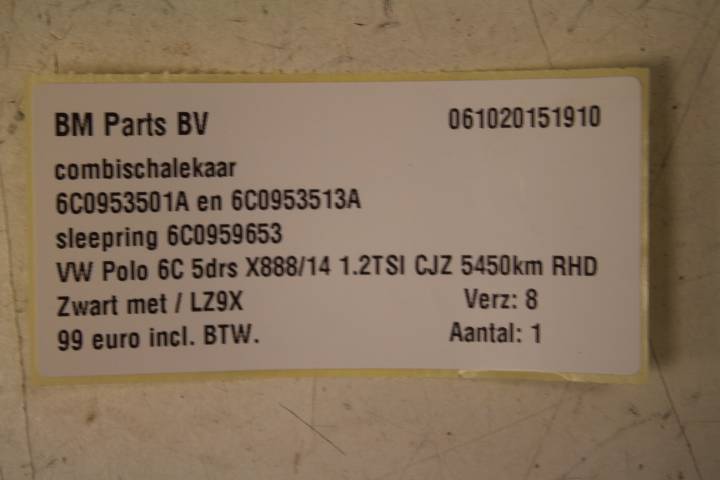 BM Parts BV 061020151910
combischalekaar
6C0953501A en 6C0953513A
sleepring 6C0959653
VW Polo 6C 5drs X888/14 1.2TSI CJZ 5450km RHD
Zwart met / LZ9X Verz: 8
99 euro incl. BTW. Aantal: 1